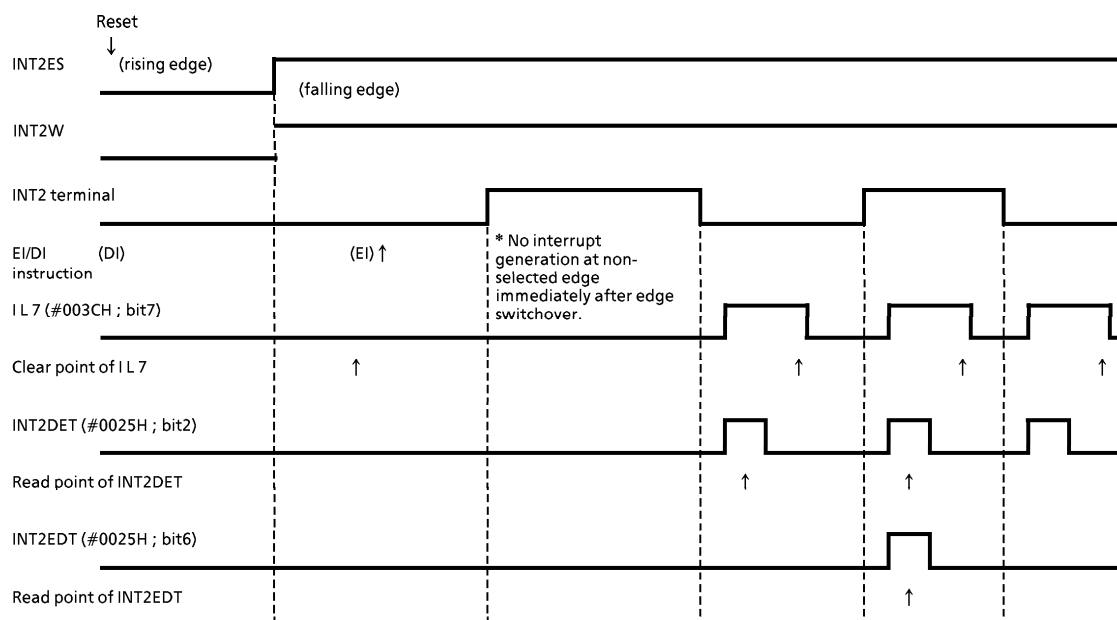 Reset
↓
INT2ES (rising edge)
(falling edge)
INT2W
INT2 terminal
EI/DI (DI) (EI) ↑
instruction
* No interrupt
generation at non-
selected edge
immediately after edge
switchover.
I L 7 (#003CH ; bit7)
Clear point of I L 7 ↑ ↑ ↑ ↑
INT2DET (#0025H ; bit2)
Read point of INT2DET ↑ ↑
INT2EDT (#0025H ; bit6)
Read point of INT2EDT ↑